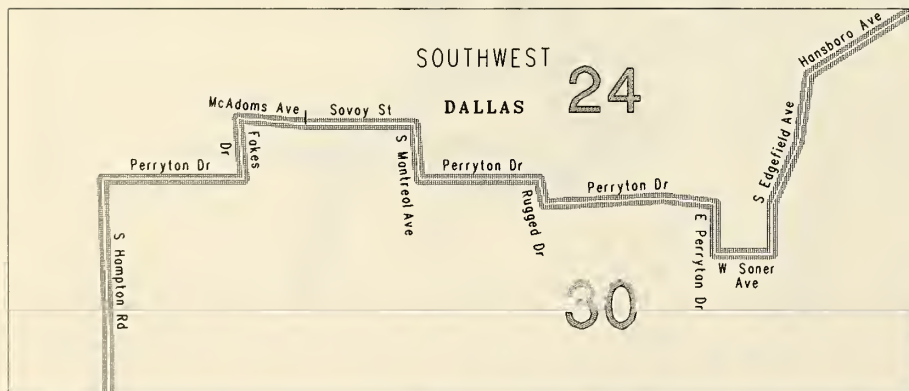 Hansboro Ave
SOUTHWEST
24
DALLAS
McAdoms Ave
Sovoy St
Fokes
Dr
S Montreol Ave
S Edgefield Ave
Perryton Dr
Perryton Dr
Perryton Dr
Rugged Dr
E Perryton Dr
S Hompton Rd
W Soner
Ave
30